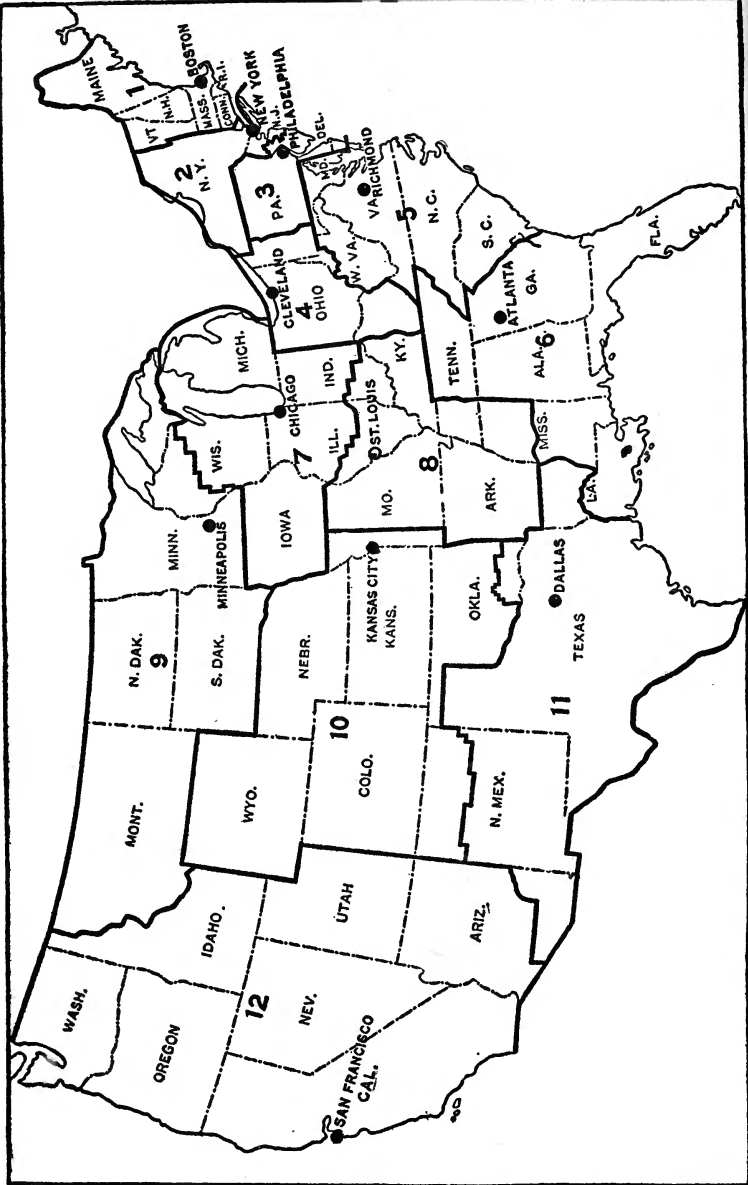 WASH.
OREGON
IDAHO.
MONT.
N. DAK.
9
S. DAK.
MINN.
MINNEAPOLIS
WIS.
MICH.
WYO.
NEBR.
IOWA
CHICAGO
7
ILL.
IND.
CLEVELAND
4
OHIO
PA.
3
2
N.Y.
VT.
N.H.
1
MAINE
BOSTON
MASS.
CONN.
R.I.
NEW YORK
N.J.
PHILADELPHIA
DEL.
MD.
W. VA.
VA.
RICHMOND
5
N.C.
S.C.
KY.
TENN.
ST. LOUIS
MO.
8
ARK.
KANSAS CITY
KANS.
10
COLO.
UTAH
12
NEV.
SAN FRANCISCO
CAL.
ARIZ.
N. MEX.
OKLA.
DALLAS
TEXAS
11
LA.
MISS.
ALA.
6
ATLANTA
GA.
FLA.